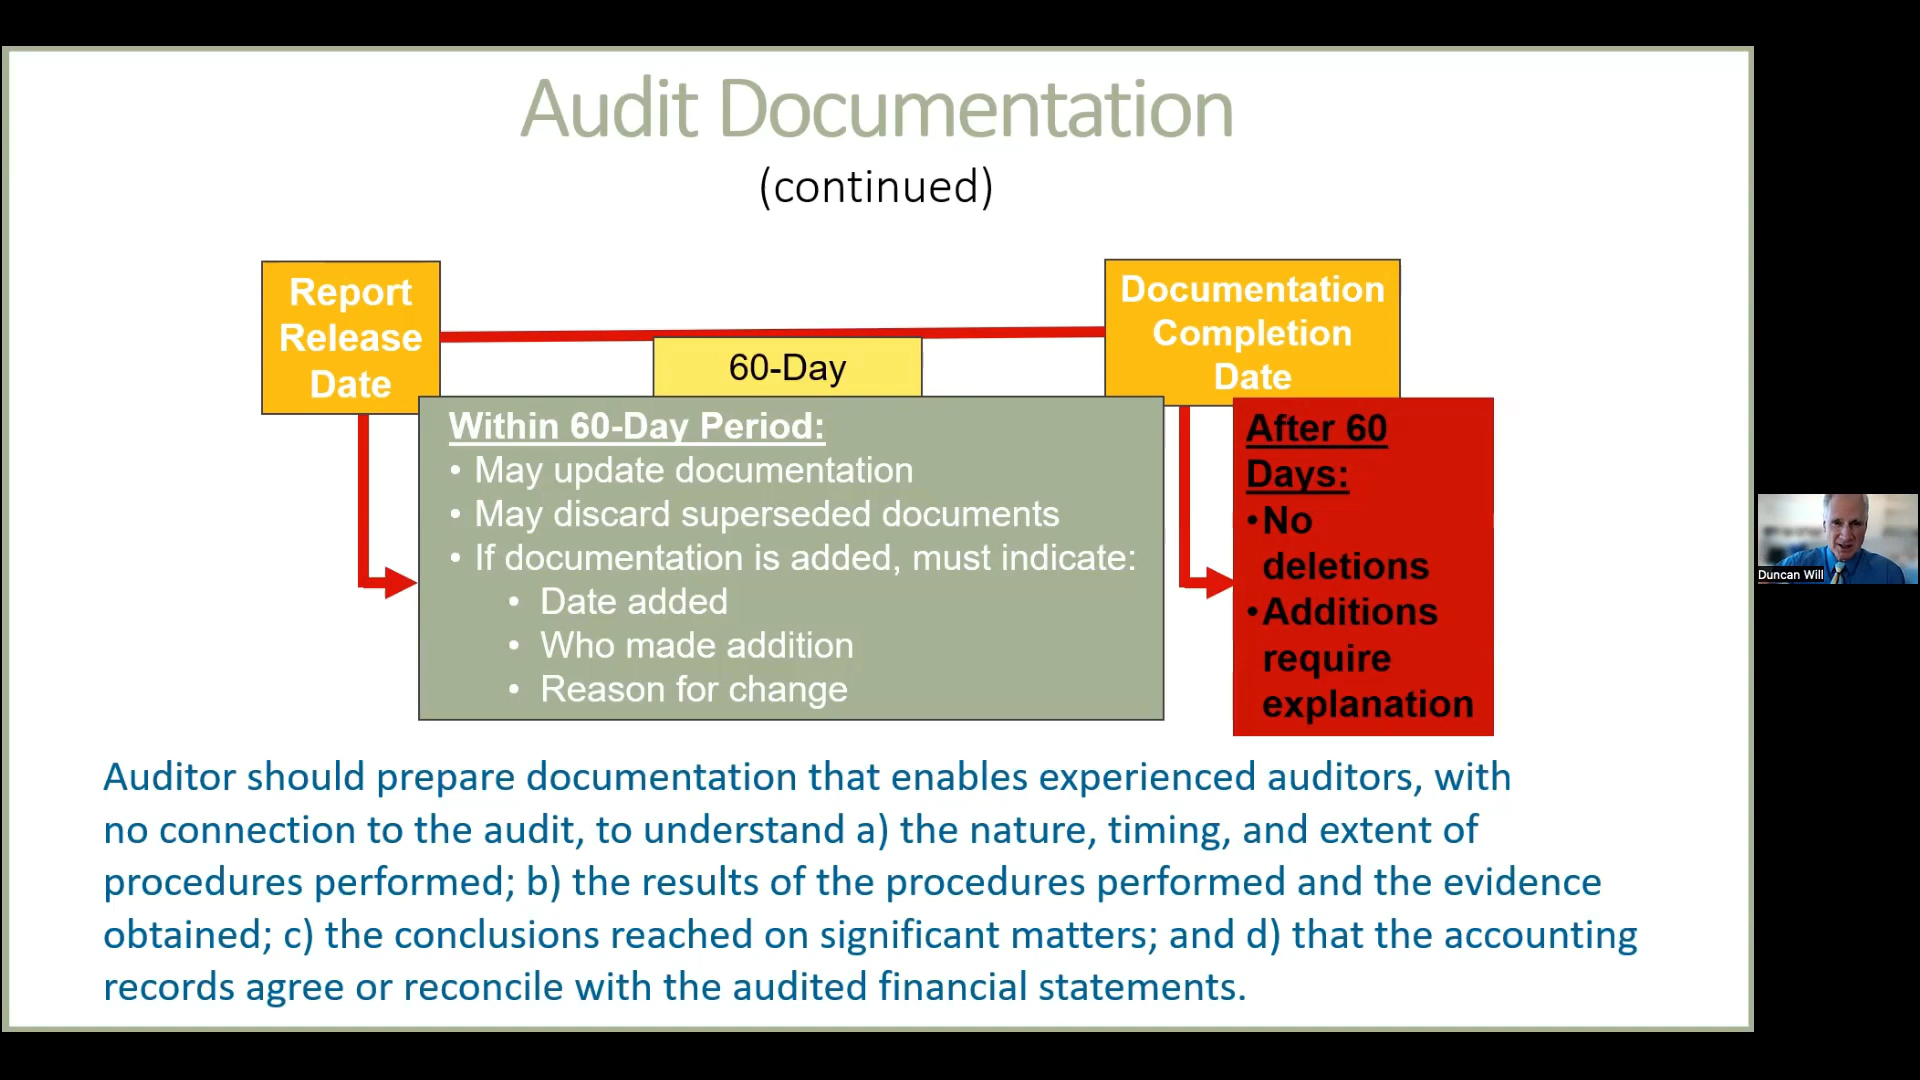 Audit Documentation
(continued)
Report
Release
Date
60-Day
Documentation
Completion
Date
Within 60-Day Period:
• May update documentation
• May discard superseded documents
• If documentation is added, must indicate:
• Date added
• Who made addition
• Reason for change
After 60
Days:
•No
deletions
•Additions
require
explanation
Auditor should prepare documentation that enables experienced auditors, with
no connection to the audit, to understand a) the nature, timing, and extent of
procedures performed; b) the results of the procedures performed and the evidence
obtained; c) the conclusions reached on significant matters; and d) that the accounting
records agree or reconcile with the audited financial statements.
Duncan Will